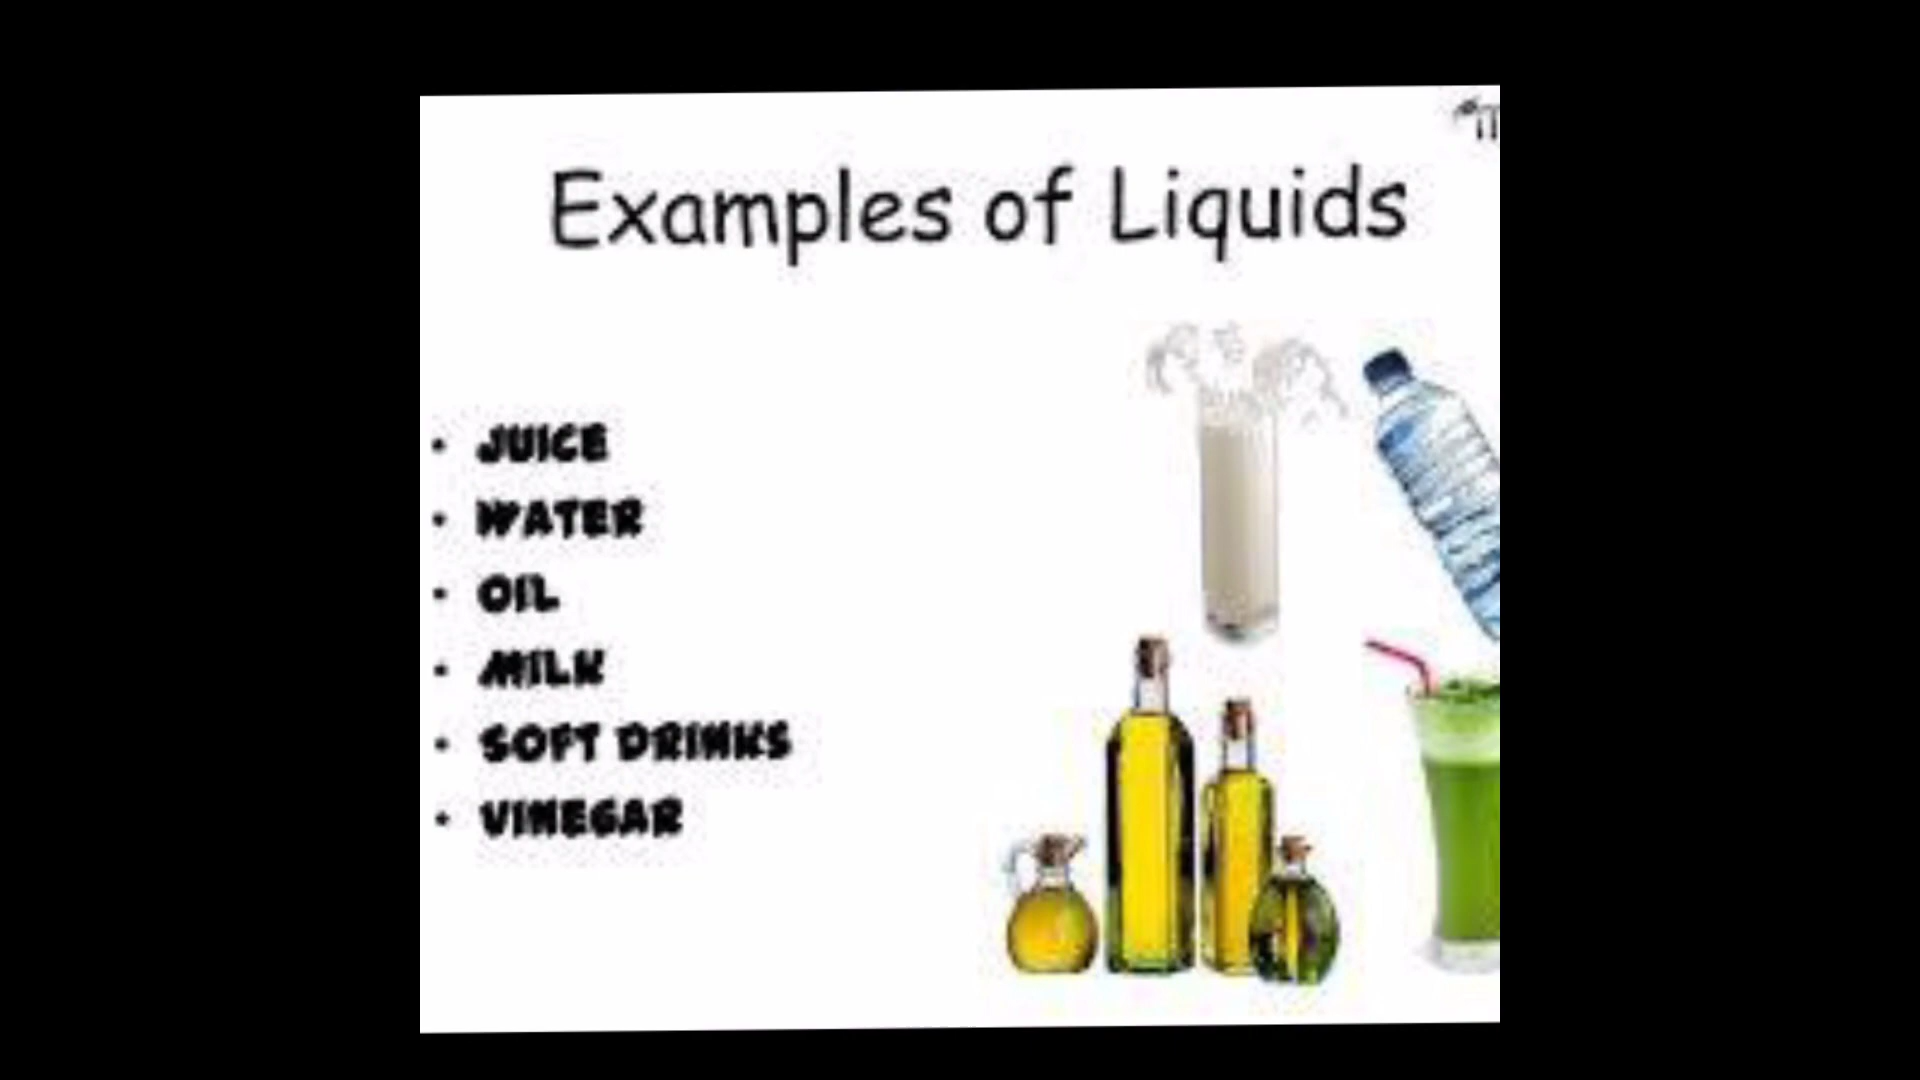 Examples of Liquids
• JUICE
• WATER
• OIL
• MILK
• SOFT DRINKS
• VINEGAR